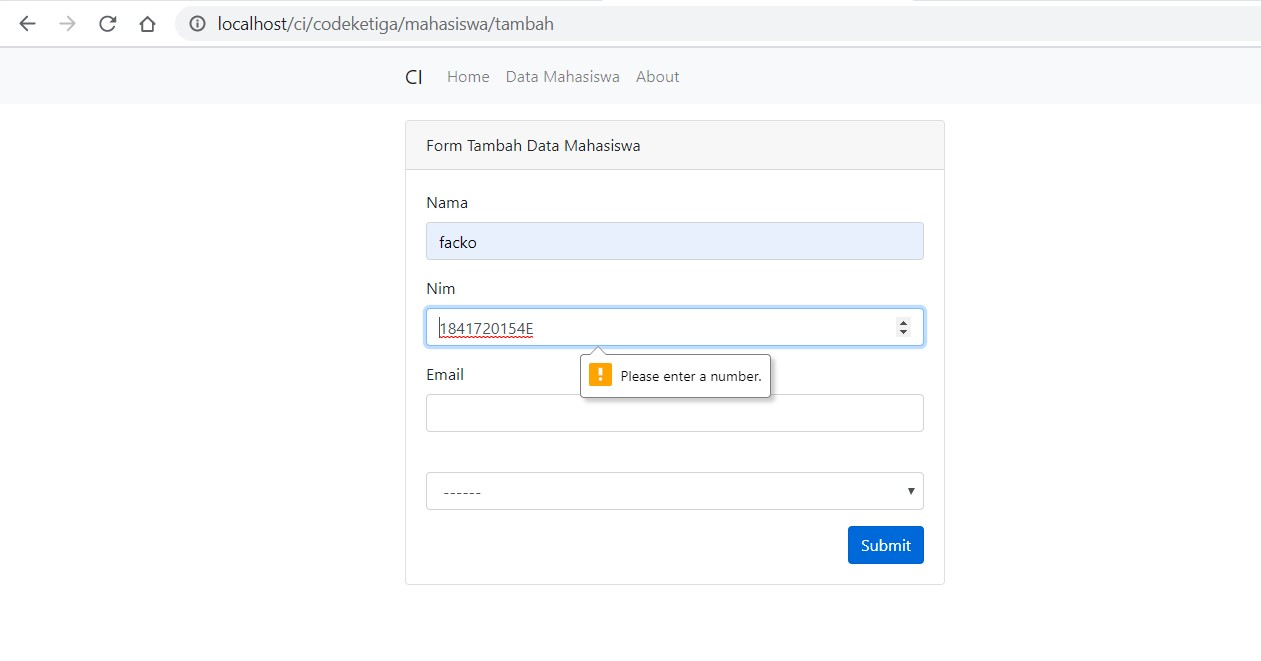 localhost/ci/codeketiga/mahasiswa/tambah
CI Home Data Mahasiswa About
Form Tambah Data Mahasiswa
Nama
facko
Nim
1841720154E
Please enter a number.
Email
------
Submit